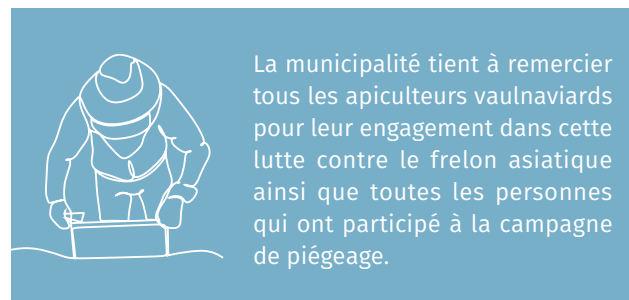 La municipalité tient à remercier
tous les apiculteurs vaulnaviards
pour leur engagement dans cette
lutte contre le frelon asiatique
ainsi que toutes les personnes
qui ont participé à la campagne
de piégeage.